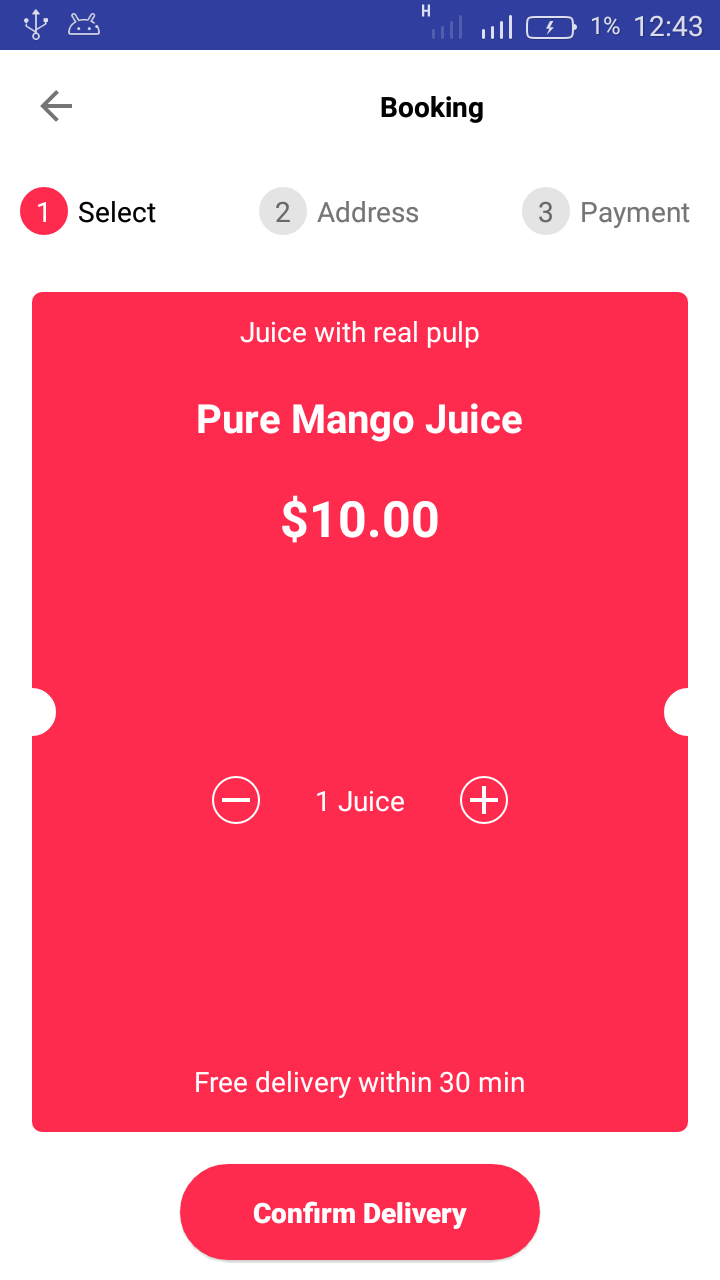 H
1% 12:43
Booking
1 Select 2 Address 3 Payment
Juice with real pulp
Pure Mango Juice
$10.00
1 Juice
Free delivery within 30 min
Confirm Delivery